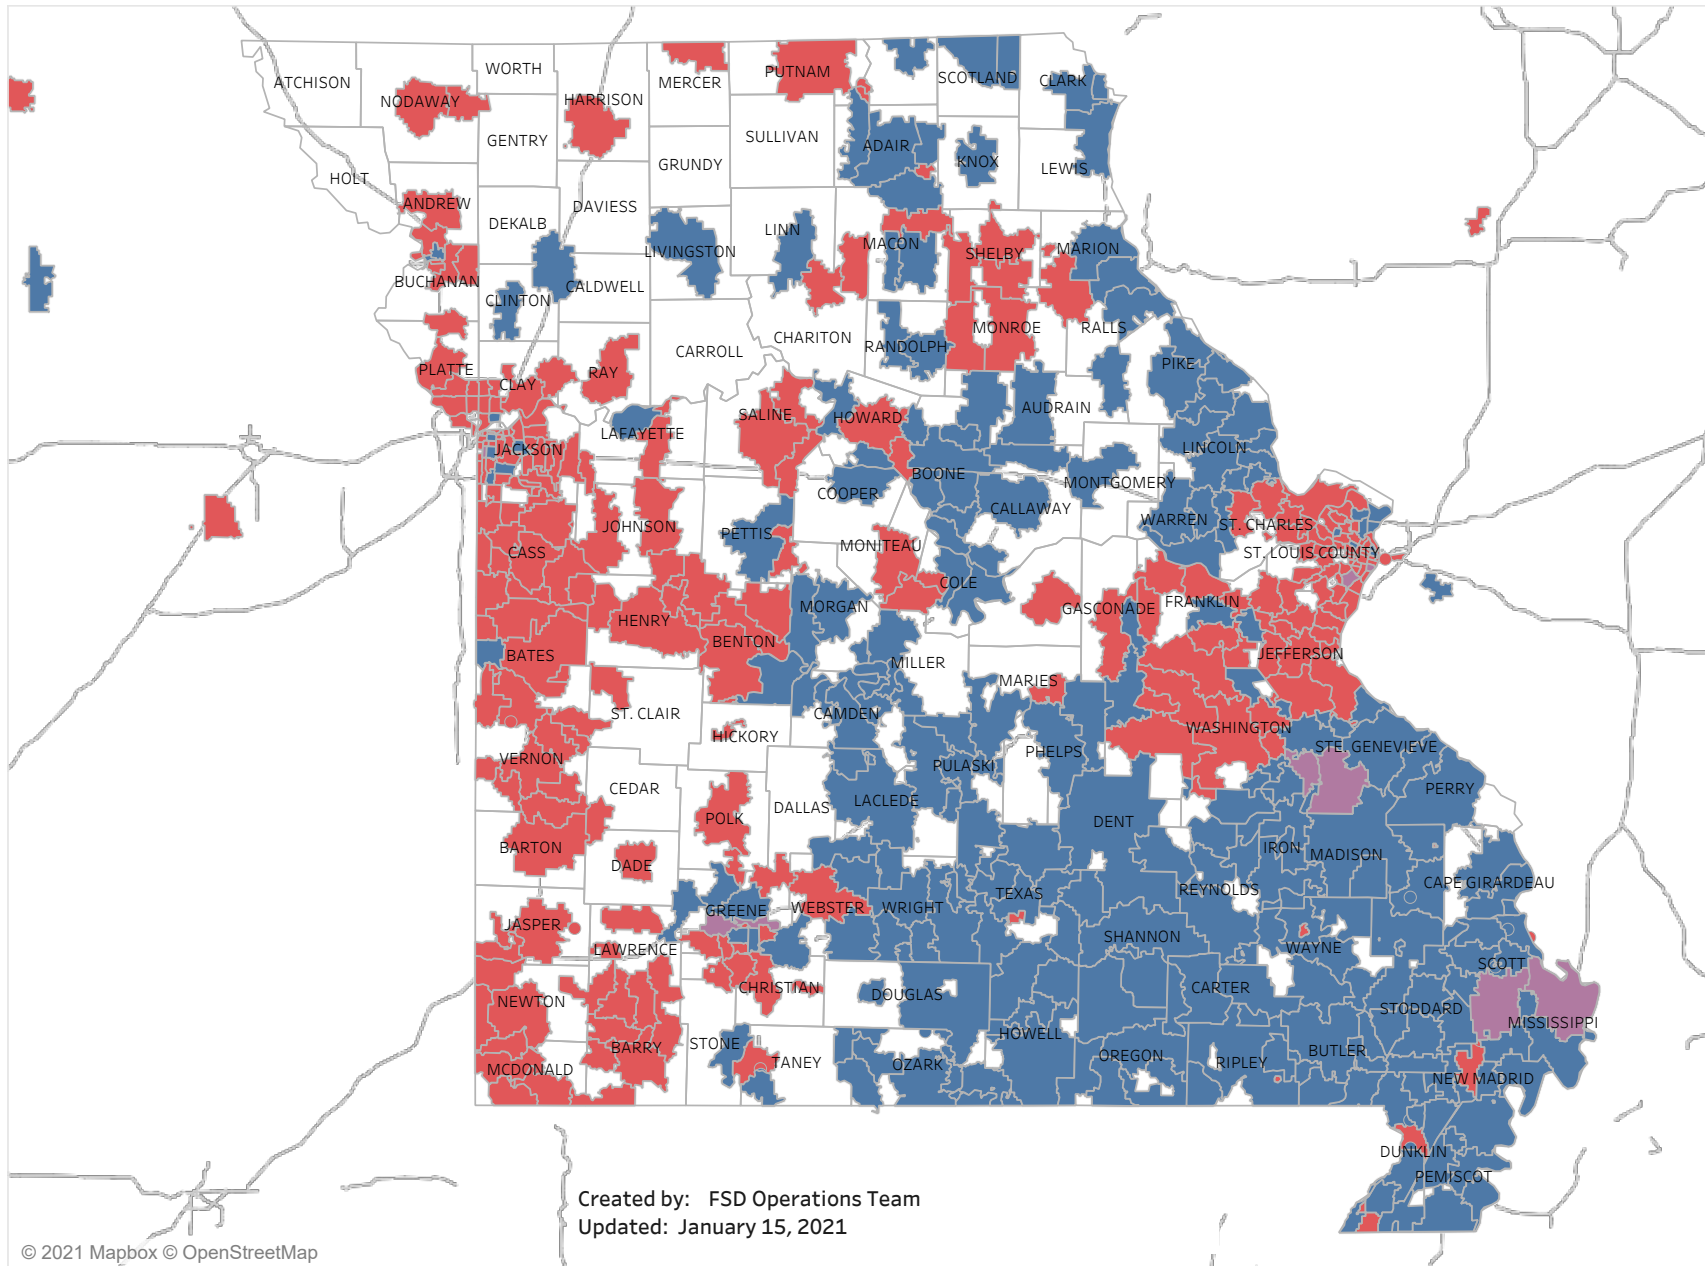 ATCHISON
WORTH
MERCER
PUTNAM
SCOTLAND
CLARK
NODAWAY
HARRISON
GENTRY
SULLIVAN
ADAIR
KNOX
GRUNDY
LEWIS
HOLT
ANDREW
DAVIESS
DEKALB
LINN
MACON
LIVINGSTON
SHELBY
MARION
BUCHANAN
CALDWELL
CLINTON
CHARITON
MONROE
RALLS
RANDOLPH
CARROLL
PIKE
PLATTE
CLAY
RAY
AUDRAIN
SALINE
HOWARD
LAFAYETTE
JACKSON
LINCOLN
BOONE
MONTGOMERY
COOPER
CALLAWAY
WARREN
ST. CHARLES
JOHNSON
PETTIS
MONITEAU
CASS
ST. LOUIS COUNTY
COLE
FRANKLIN
MORGAN
GASCONADE
HENRY
BENTON
BATES
JEFFERSON
MILLER
MARIES
ST. CLAIR
CAMDEN
WASHINGTON
HICKORY
STE. GENEVIEVE
PHELPS
VERNON
PULASKI
CEDAR
PERRY
LACLEDE
DALLAS
POLK
DENT
BARTON
IRON
MADISON
DADE
CAPE GIRARDEAU
REYNOLDS
TEXAS
GREENE
WEBSTER
WRIGHT
JASPER
SHANNON
LAWRENCE
WAYNE
SCOTT
CHRISTIAN
CARTER
DOUGLAS
NEWTON
STODDARD
MISSISSIPPI
HOWELL
STONE
BARRY
BUTLER
OREGON
TANEY
OZARK
RIPLEY
MCDONALD
NEW MADRID
DUNKLIN
PEMISCOT
Created by: FSD Operations Team
Updated: January 15, 2021
© 2021 Mapbox © OpenStreetMap